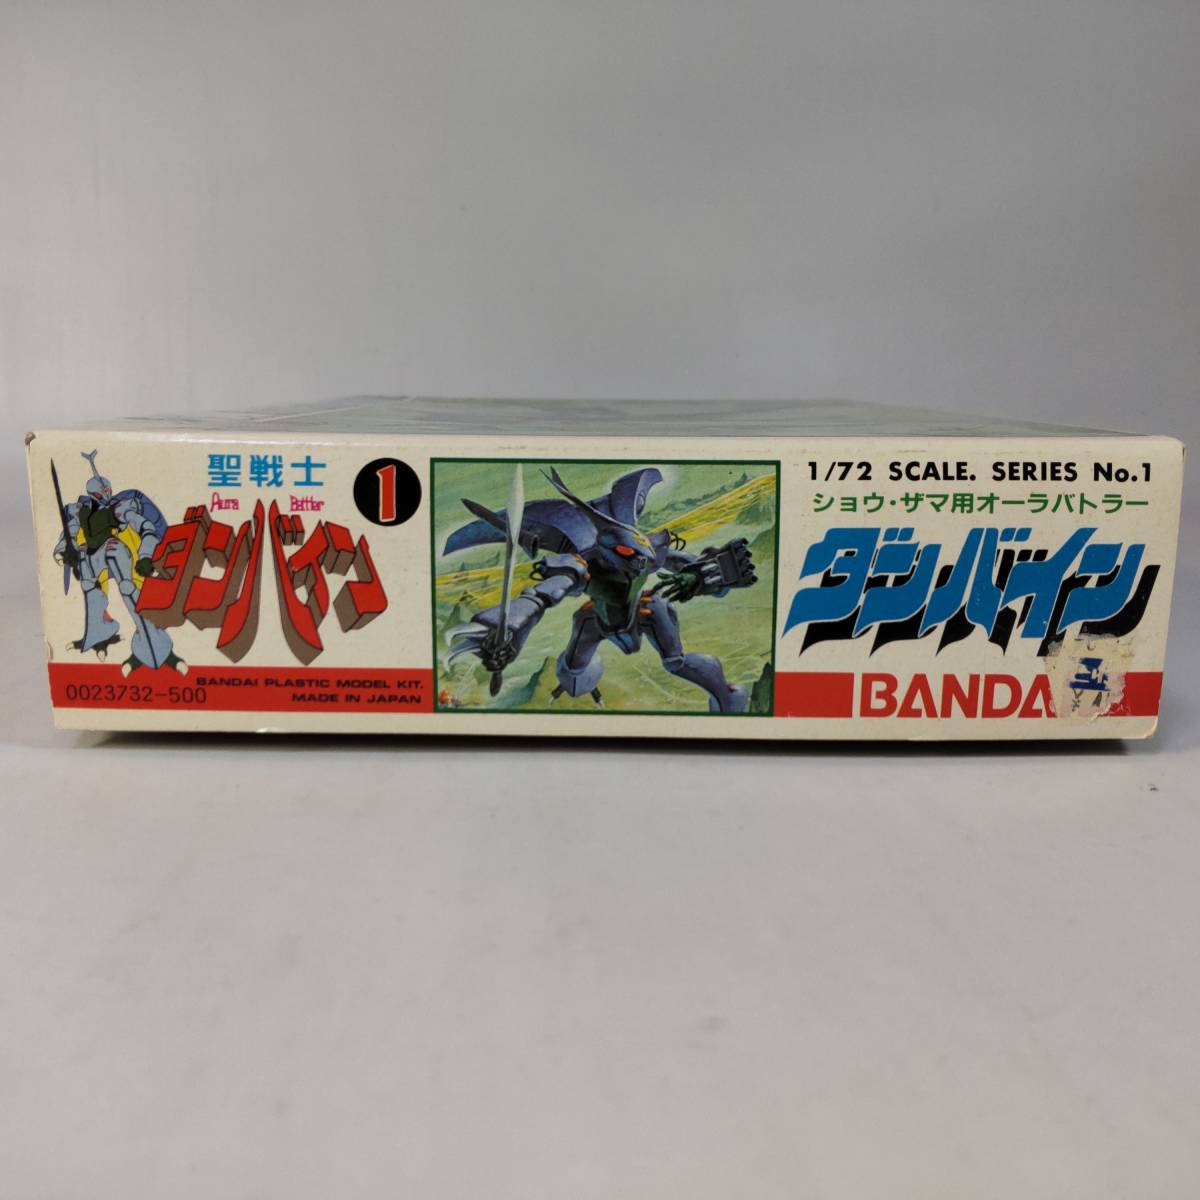 聖戦士
Aura Battler
ダンバイン
1
0023732-500
BANDAI PLASTIC MODEL KIT.
MADE IN JAPAN
1/72 SCALE. SERIES No.1
ショウ・ザマ用オーラバトラー
ダンバイン
BANDA